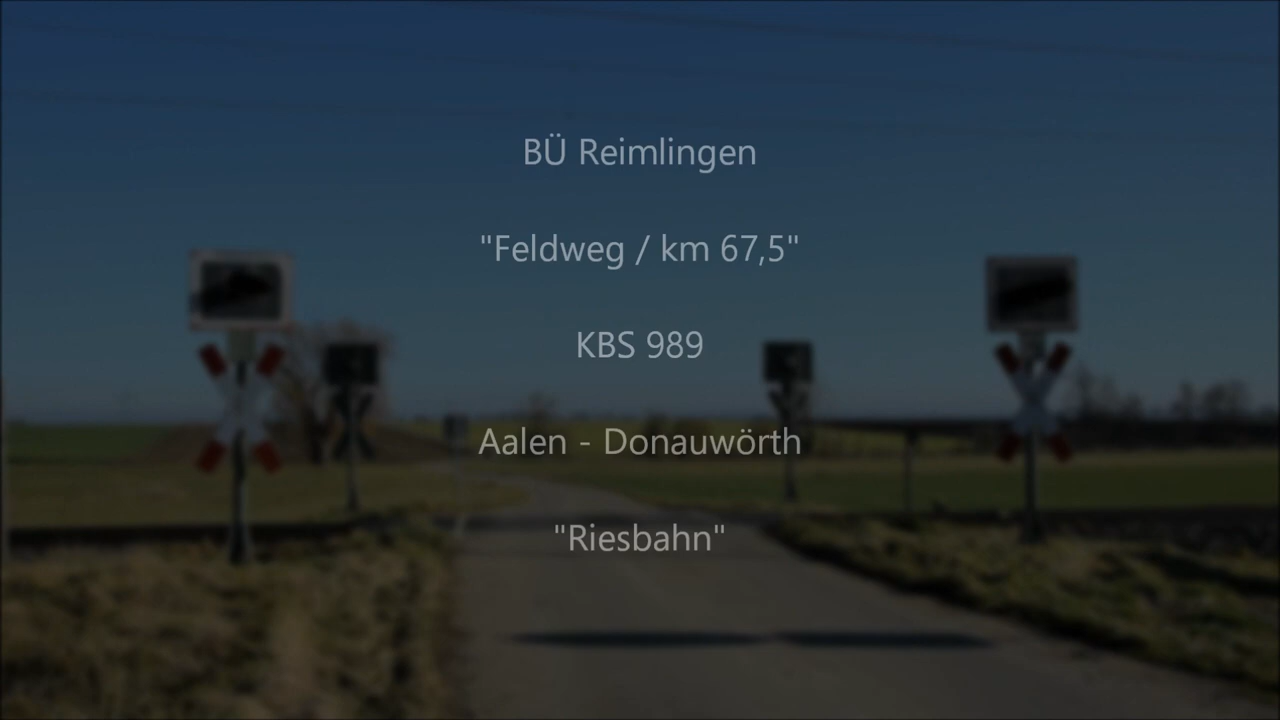 BÜ Reimlingen
"Feldweg / km 67,5"
KBS 989
Aalen - Donauwörth
"Riesbahn"